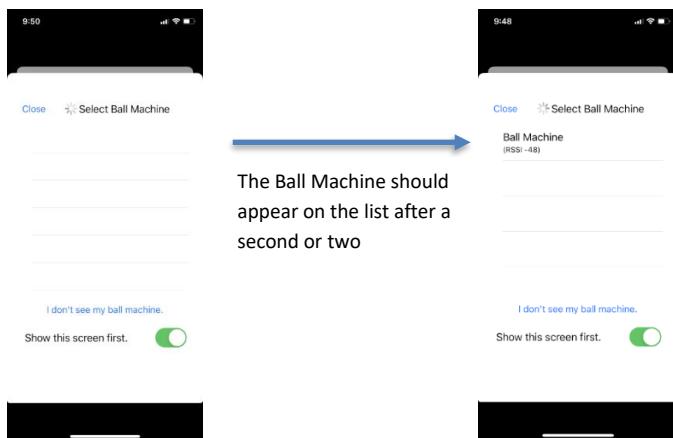 9:50
Close Select Ball Machine
I don't see my ball machine.
Show this screen first.
The Ball Machine should
appear on the list after a
second or two
9:48
Close Select Ball Machine
Ball Machine
(RSSI -48)
I don't see my ball machine.
Show this screen first.